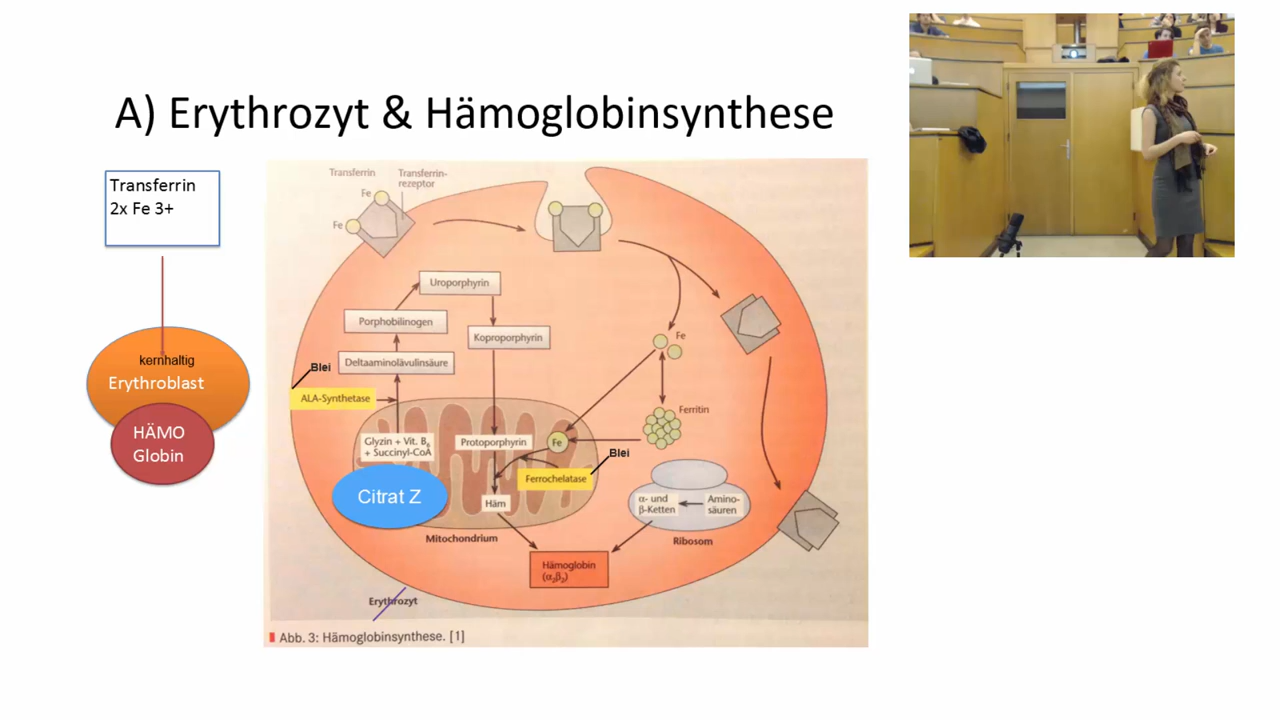 A) Erythrozyt & Hämoglobinsynthese
Transferrin
2x Fe 3+
kernhaltig
Erythroblast
HÄMO
Globin
Transferrin
Transferrin-
rezeptor
Fe
Fe
Uroporphyrin
Porphobilinogen
Koproporphyrin
Fe
Deltaaminolävulinsäure
Blei
ALA-Synthetase
Ferritin
Glyzin + Vit. B6
+ Succinyl-CoA
Protoporphyrin
Fe
Blei
Ferrochelatase
Citrat Z
Häm
α- und
β-Ketten
Amino-
säuren
Mitochondrium
Ribosom
Hämoglobin
(α2β2)
Erythrozyt
Abb. 3: Hämoglobinsynthese. [1]